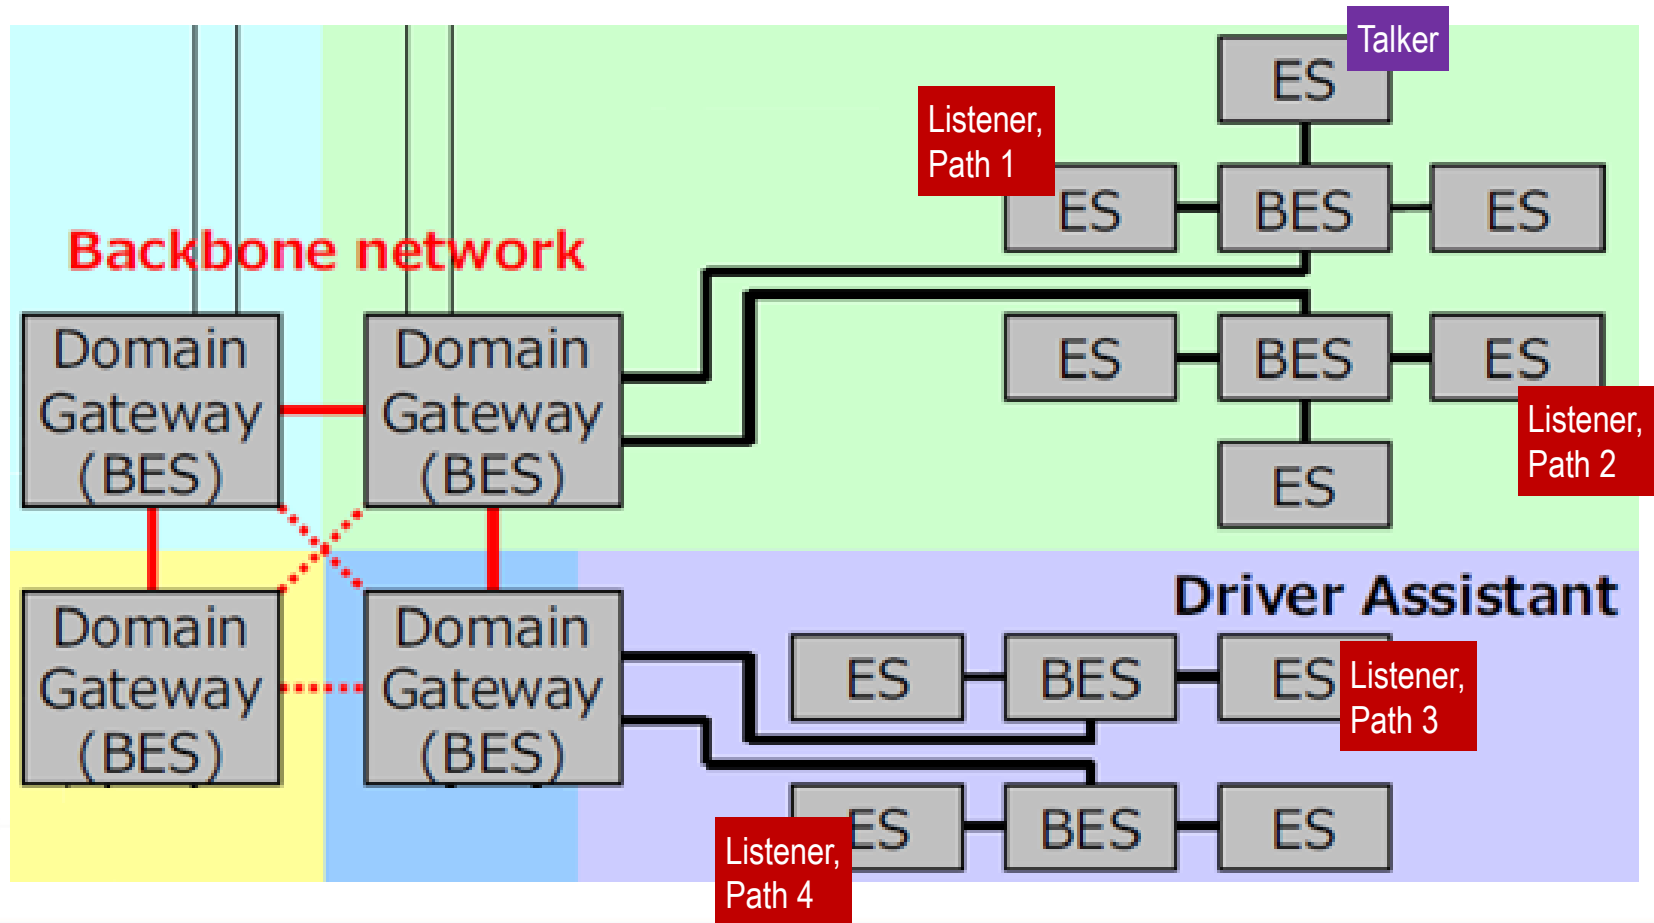 Talker
ES
Listener,
Path 1
ES
BES
ES
Backbone network
Domain
Gateway
(BES)
Domain
Gateway
(BES)
ES
BES
ES
Listener,
Path 2
ES
Domain
Gateway
(BES)
Domain
Gateway
(BES)
Driver Assistant
ES
BES
ES
Listener,
Path 3
ES
BES
ES
Listener,
Path 4